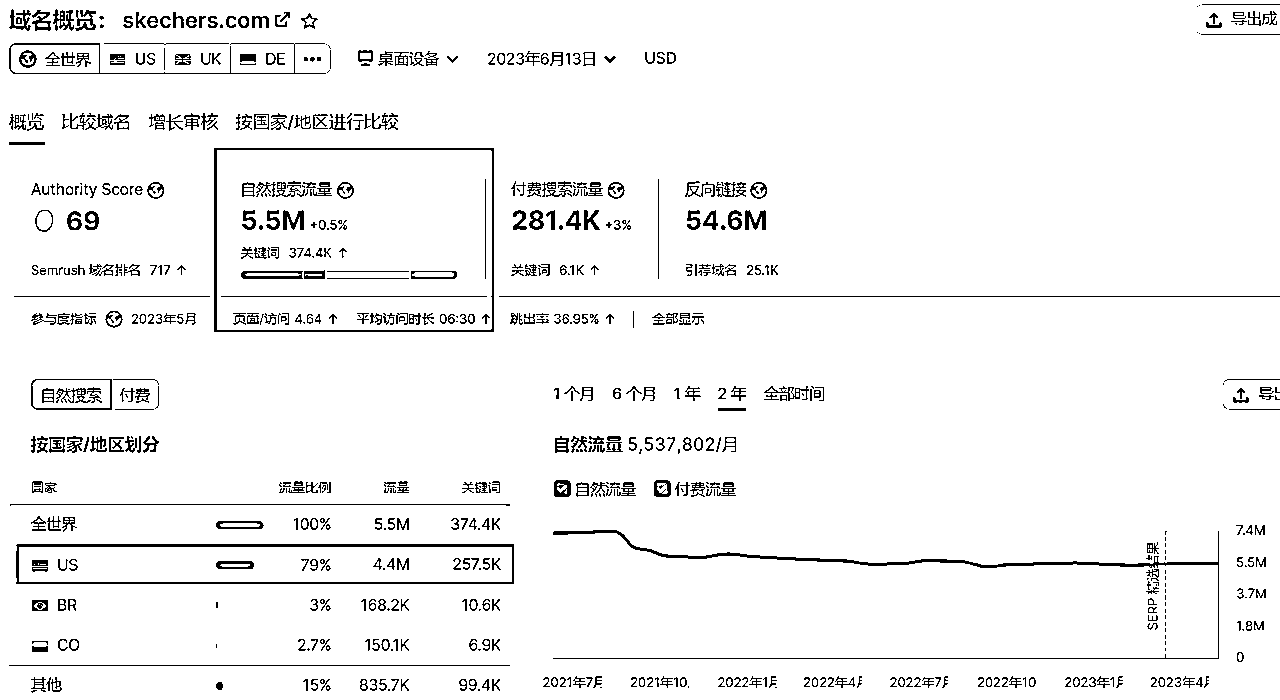 域名概览： skechers.com
导出成
全世界 US UK DE ••• 桌面设备 2023年6月13日 USD
概览 比较域名 增长审核 按国家/地区进行比较
Authority Score 自然搜索流量 付费搜索流量 反向链接
69 5.5M +0.5% 281.4K +3% 54.6M
关键词 374.4K ↑
Semrush 域名排名 717 ↑ 关键词 6.1K ↑ 引荐域名 25.1K
参与度指标 2023年5月 页面/访问 4.64 ↑ 平均访问时长 06:30 ↑ 跳出率 36.95% ↑ 全部显示
自然搜索 付费 1个月 6个月 1年 2年 全部时间 导出
按国家/地区划分 自然流量 5,537,802/月
国家 流量比例 流量 关键词 自然流量 付费流量
全世界 100% 5.5M 374.4K
US 79% 4.4M 257.5K
BR 3% 168.2K 10.6K
CO 2.7% 150.1K 6.9K
其他 15% 835.7K 99.4K
SERP 精选结果
7.4M
5.5M
3.7M
1.8M
0
2021年7月 2021年10. 2022年1月 2022年4月 2022年7月 2022年10 2023年1月 2023年4月